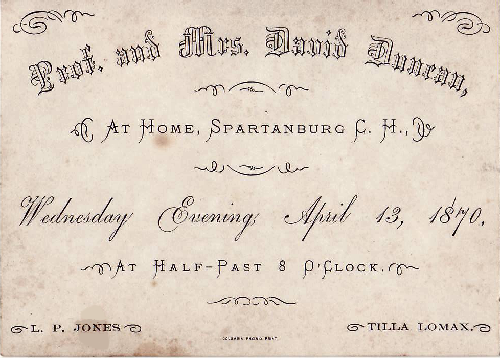 Prof. and Mrs. David Duncan,
At Home, Spartanburg C. H.,
Wednesday Evening, April 13, 1870,
At Half-Past 8 O'Clock.
L. P. JONES
TILLA LOMAX.